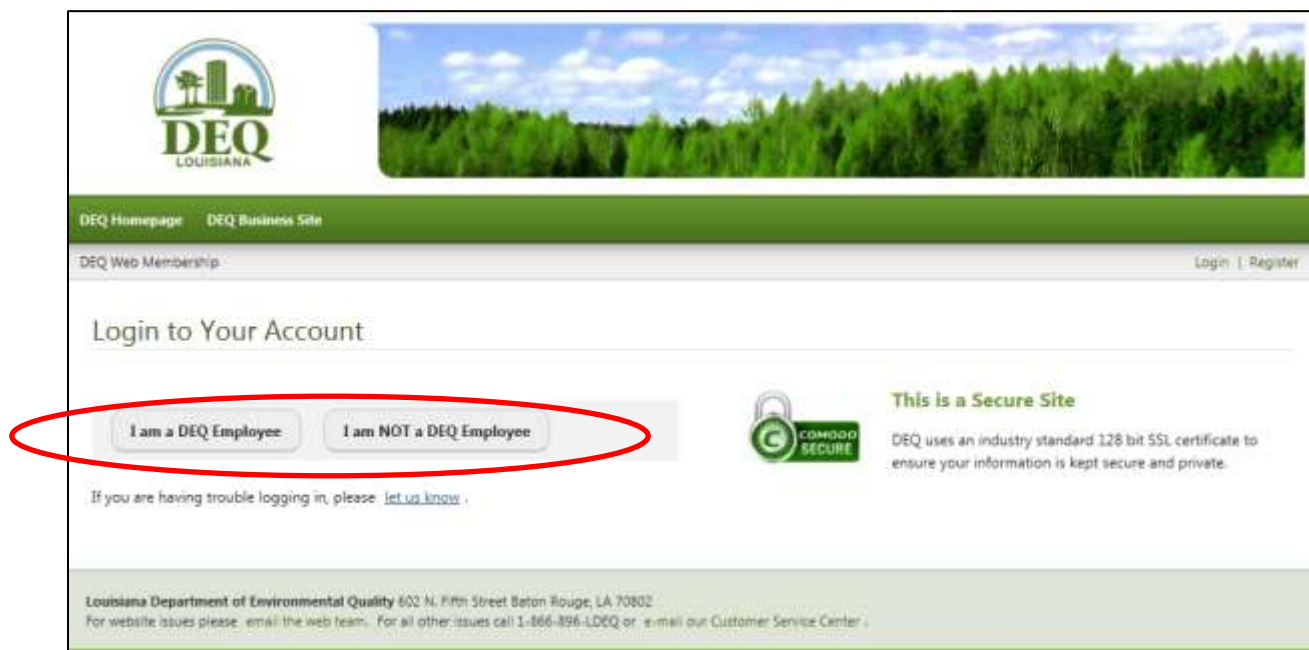 DEQ
LOUISIANA
DEQ Homepage DEQ Business Site
DEQ Web Membership Login | Register
Login to Your Account
I am a DEQ Employee I am NOT a DEQ Employee
COMODO
SECURE
This is a Secure Site
DEQ uses an industry standard 128 bit SSL certificate to
ensure your information is kept secure and private.
If you are having trouble logging in, please let us know .
Louisiana Department of Environmental Quality 602 N. Fifth Street Baton Rouge, LA 70802
For website issues please email the web team. For all other issues call 1-866-896-LDEQ or e-mail our Customer Service Center .